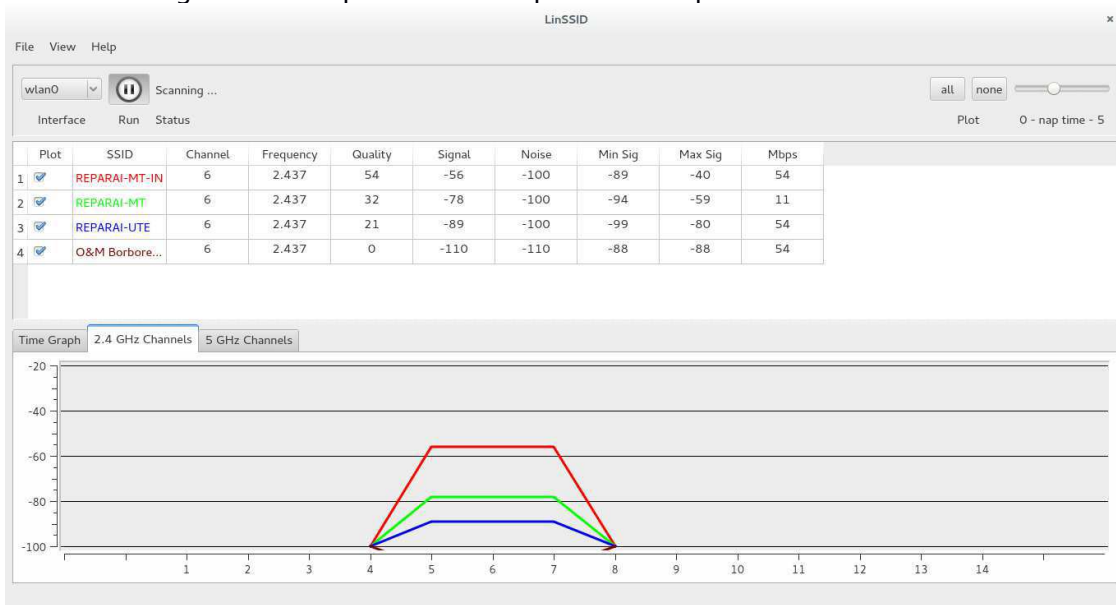 LinSSID
File View Help
wlan0 Scanning ... all none
Interface Run Status Plot 0 - nap time - 5
Plot SSID Channel Frequency Quality Signal Noise Min Sig Max Sig Mbps
1 REPARAI-MT-IN 6 2.437 54 -56 -100 -89 -40 54
2 REPARAI-MT 6 2.437 32 -78 -100 -94 -59 11
3 REPARAI-UTE 6 2.437 21 -89 -100 -99 -80 54
4 O&M Borbore... 6 2.437 0 -110 -110 -88 -88 54
Time Graph 2.4 GHz Channels 5 GHz Channels
-20
-40
-60
-80
-100
1 2 3 4 5 6 7 8 9 10 11 12 13 14